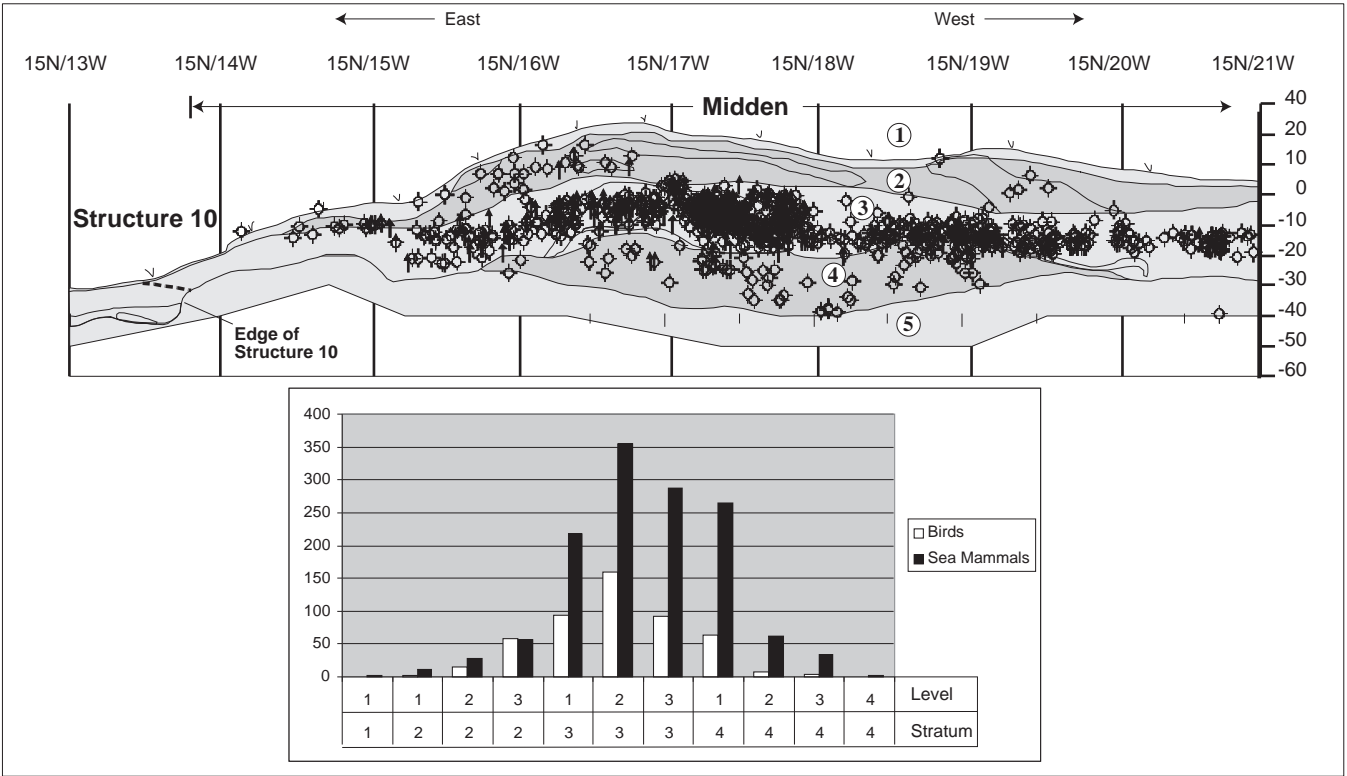 East West
15N/13W 15N/14W 15N/15W 15N/16W 15N/17W 15N/18W 15N/19W 15N/20W 15N/21W
Midden
40
20
10
0
-10
-20
-30
-40
-50
-60
1
2
3
4
5
Structure 10
Edge of
Structure 10
400
350
300
250
200
150
100
50
0
Birds
Sea Mammals
1 1 2 3 1 2 3 1 2 3 4 Level
1 2 2 2 3 3 3 4 4 4 4 Stratum